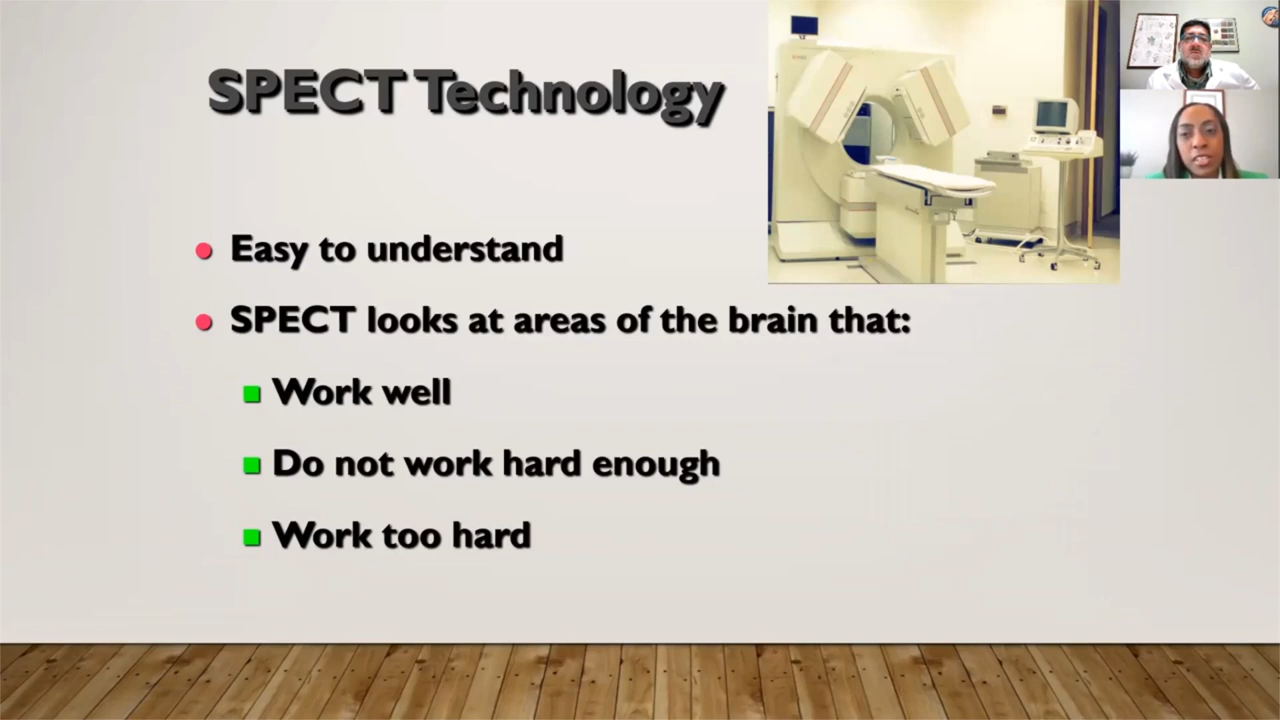 SPECT Technology
Easy to understand
SPECT looks at areas of the brain that:
Work well
Do not work hard enough
Work too hard